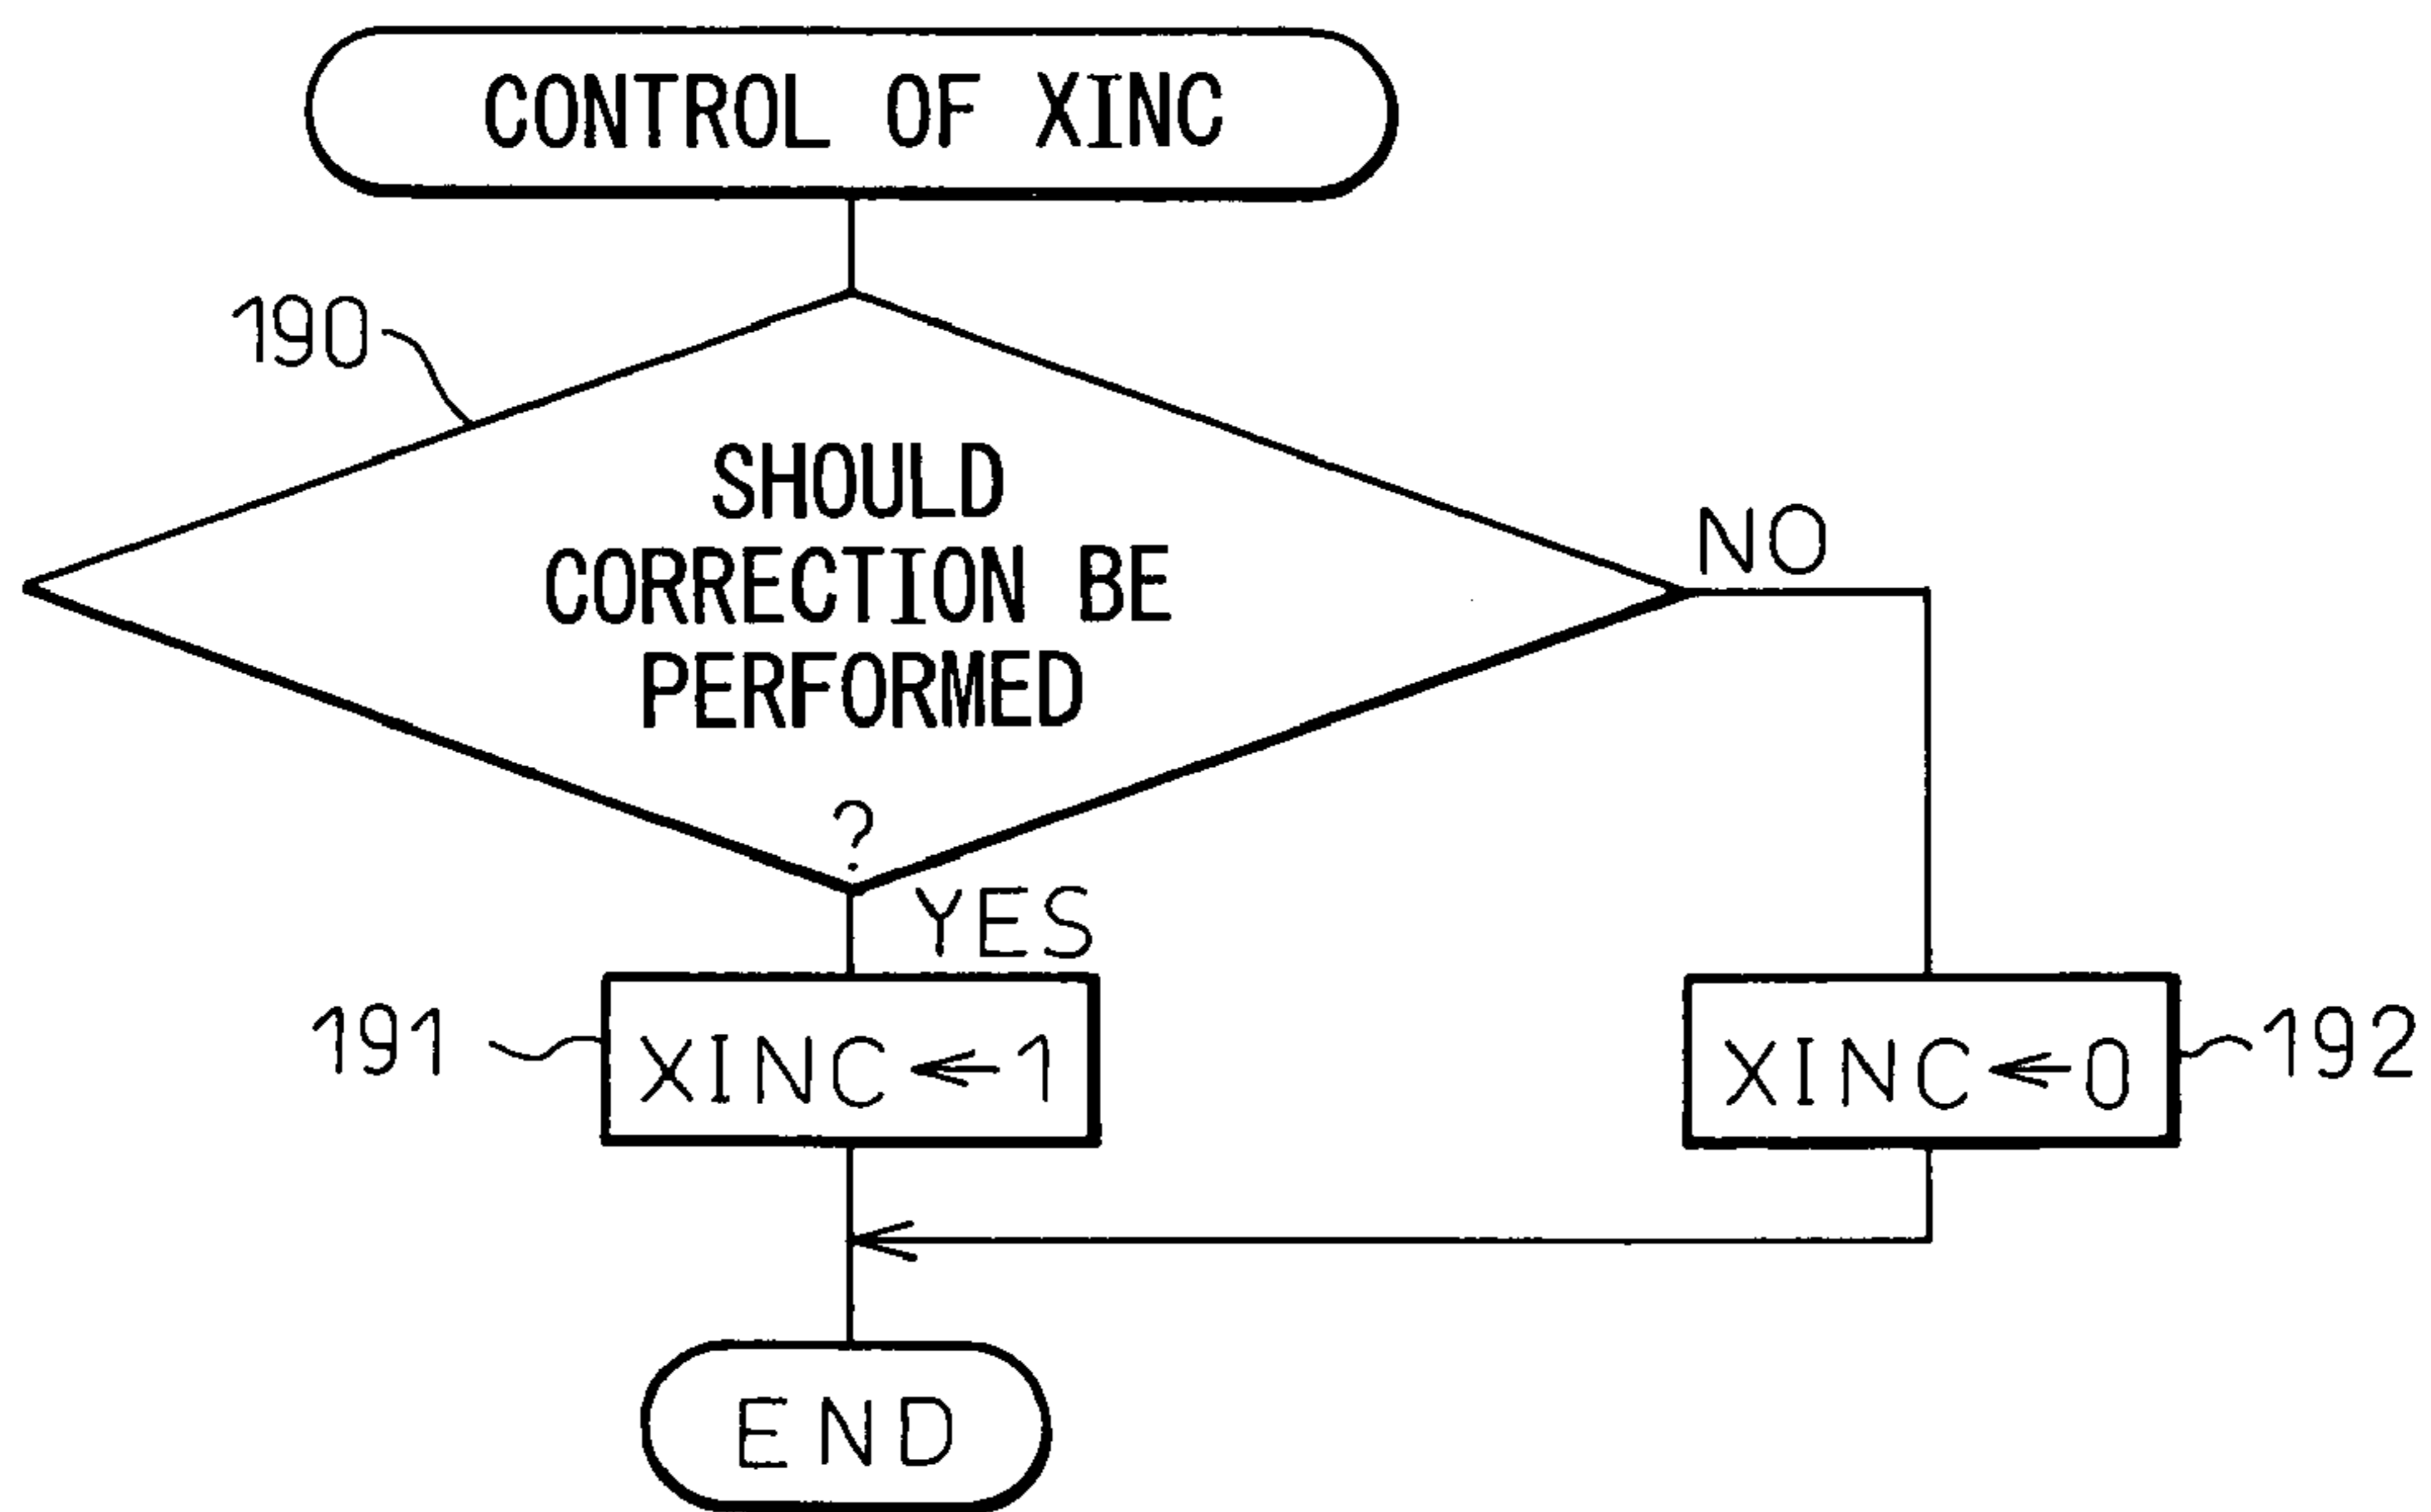 CONTROL OF XINC
190
SHOULD
CORRECTION BE
PERFORMED
?
NO
YES
191
XINC←1
XINC←0
192
END